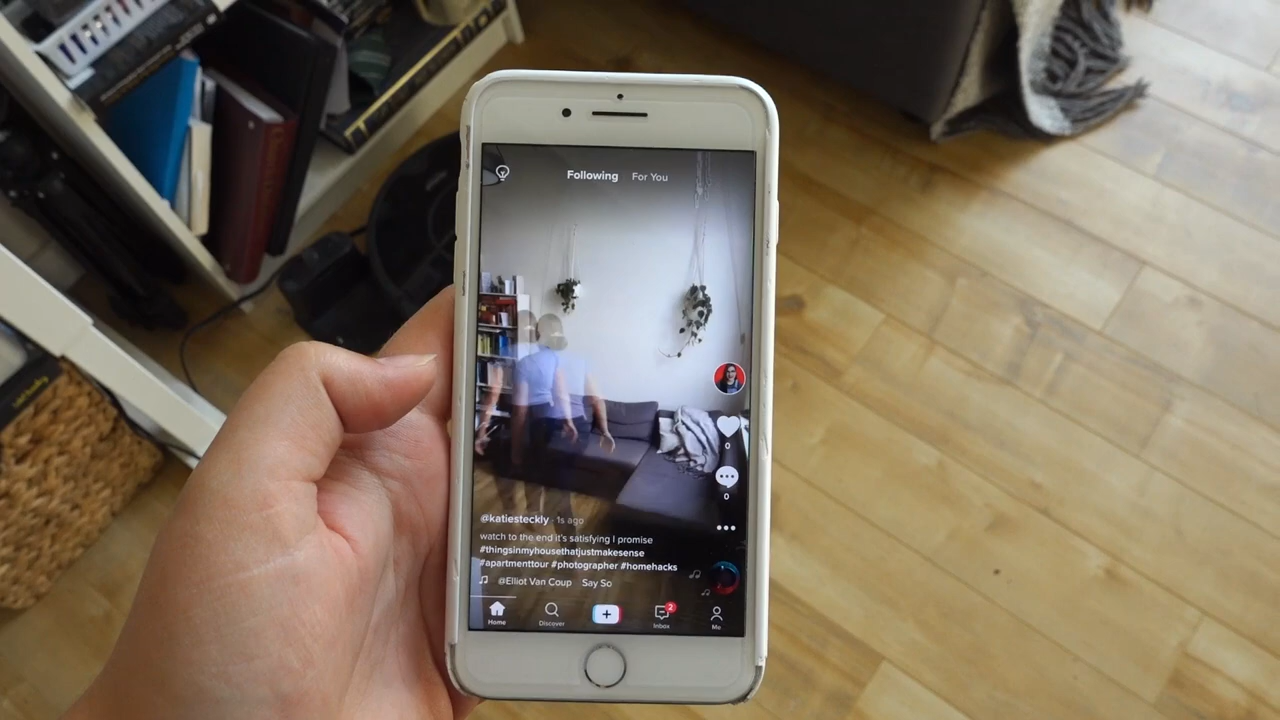 Following For You
0
0
@katiesteckly · 1s ago
watch to the end it's satisfying I promise
#thingsinmyhousethatjustmakesense
#apartmenttour #photographer #homehacks
@Elliot Van Coup Say So
2
Home Discover Inbox Me